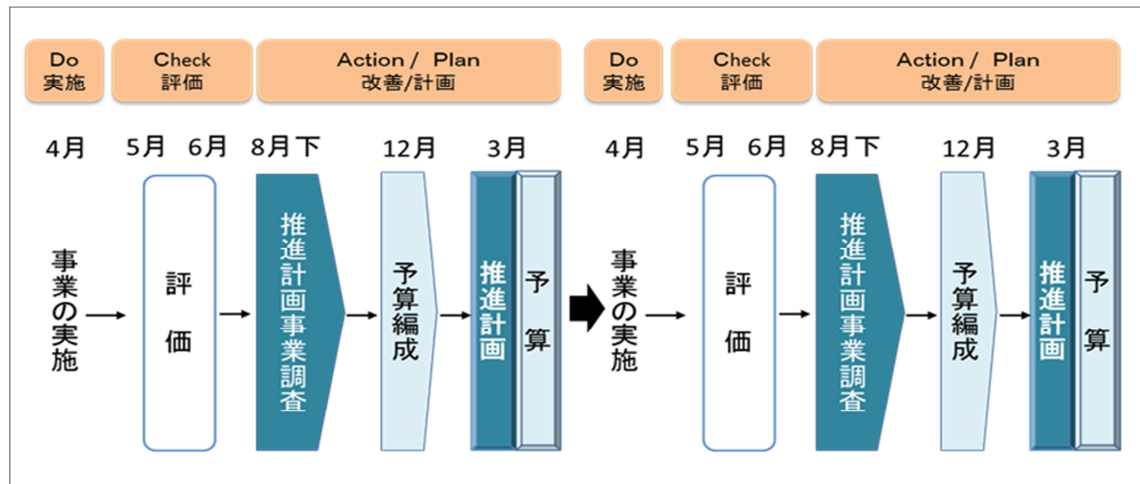 Do
実施
Check
評価
Action / Plan
改善/計画
Do
実施
Check
評価
Action / Plan
改善/計画
4月
5月 6月
8月下
12月
3月
4月
5月 6月
8月下
12月
3月
事業の実施
評価
推進計画事業調査
予算編成
推進計画
予算
事業の実施
評価
推進計画事業調査
予算編成
推進計画
予算